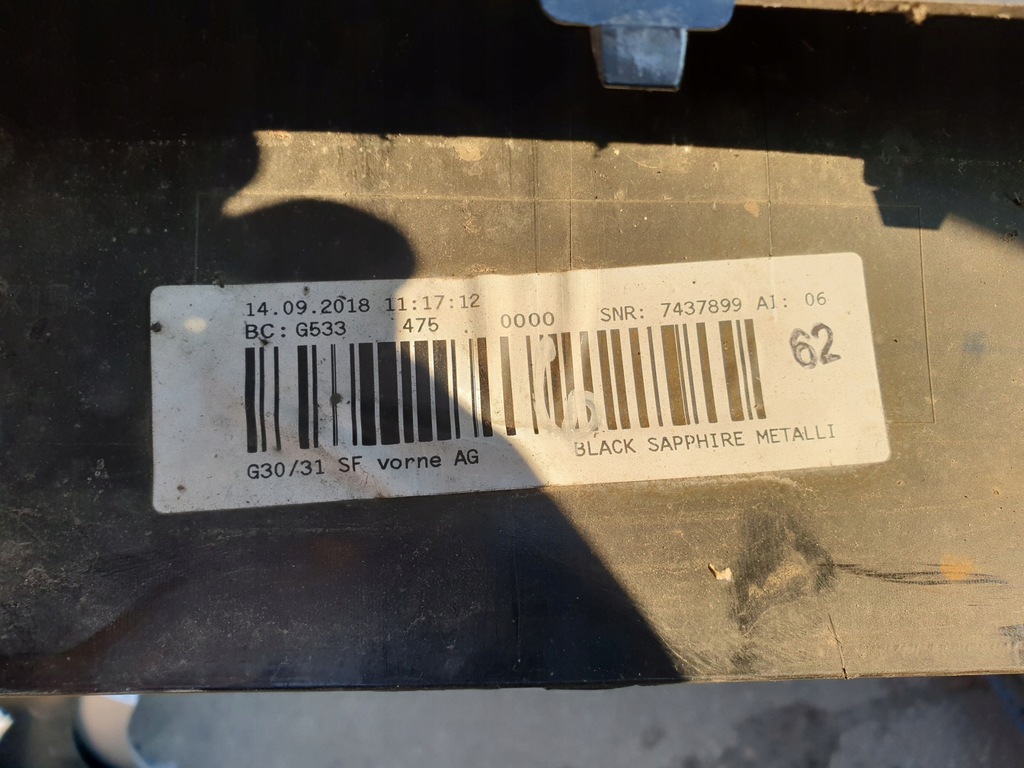 14.09.2018 11:17:12
BC: G533 475 0000 SNR: 7437899 AI: 06
62
G30/31 SF vorne AG BLACK SAPPHIRE METALLI